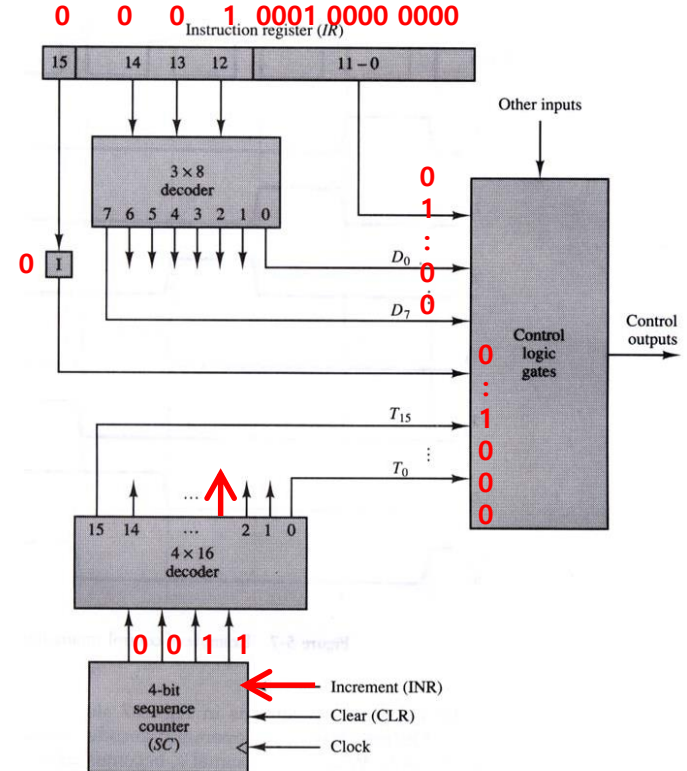 0 0 0 1 0001 0000 0000
Instruction register (IR)
15 14 13 12 11 – 0
Other inputs
3 × 8
decoder
7 6 5 4 3 2 1 0
0
1
:
0
0
0 I
D0
⋮
D7
Control
logic
gates
Control
outputs
0
:
1
0
0
0
T15
⋮
T0
...
15 14 ... 2 1 0
4 × 16
decoder
0 0 1 1
4-bit
sequence
counter
(SC)
Increment (INR)
Clear (CLR)
Clock